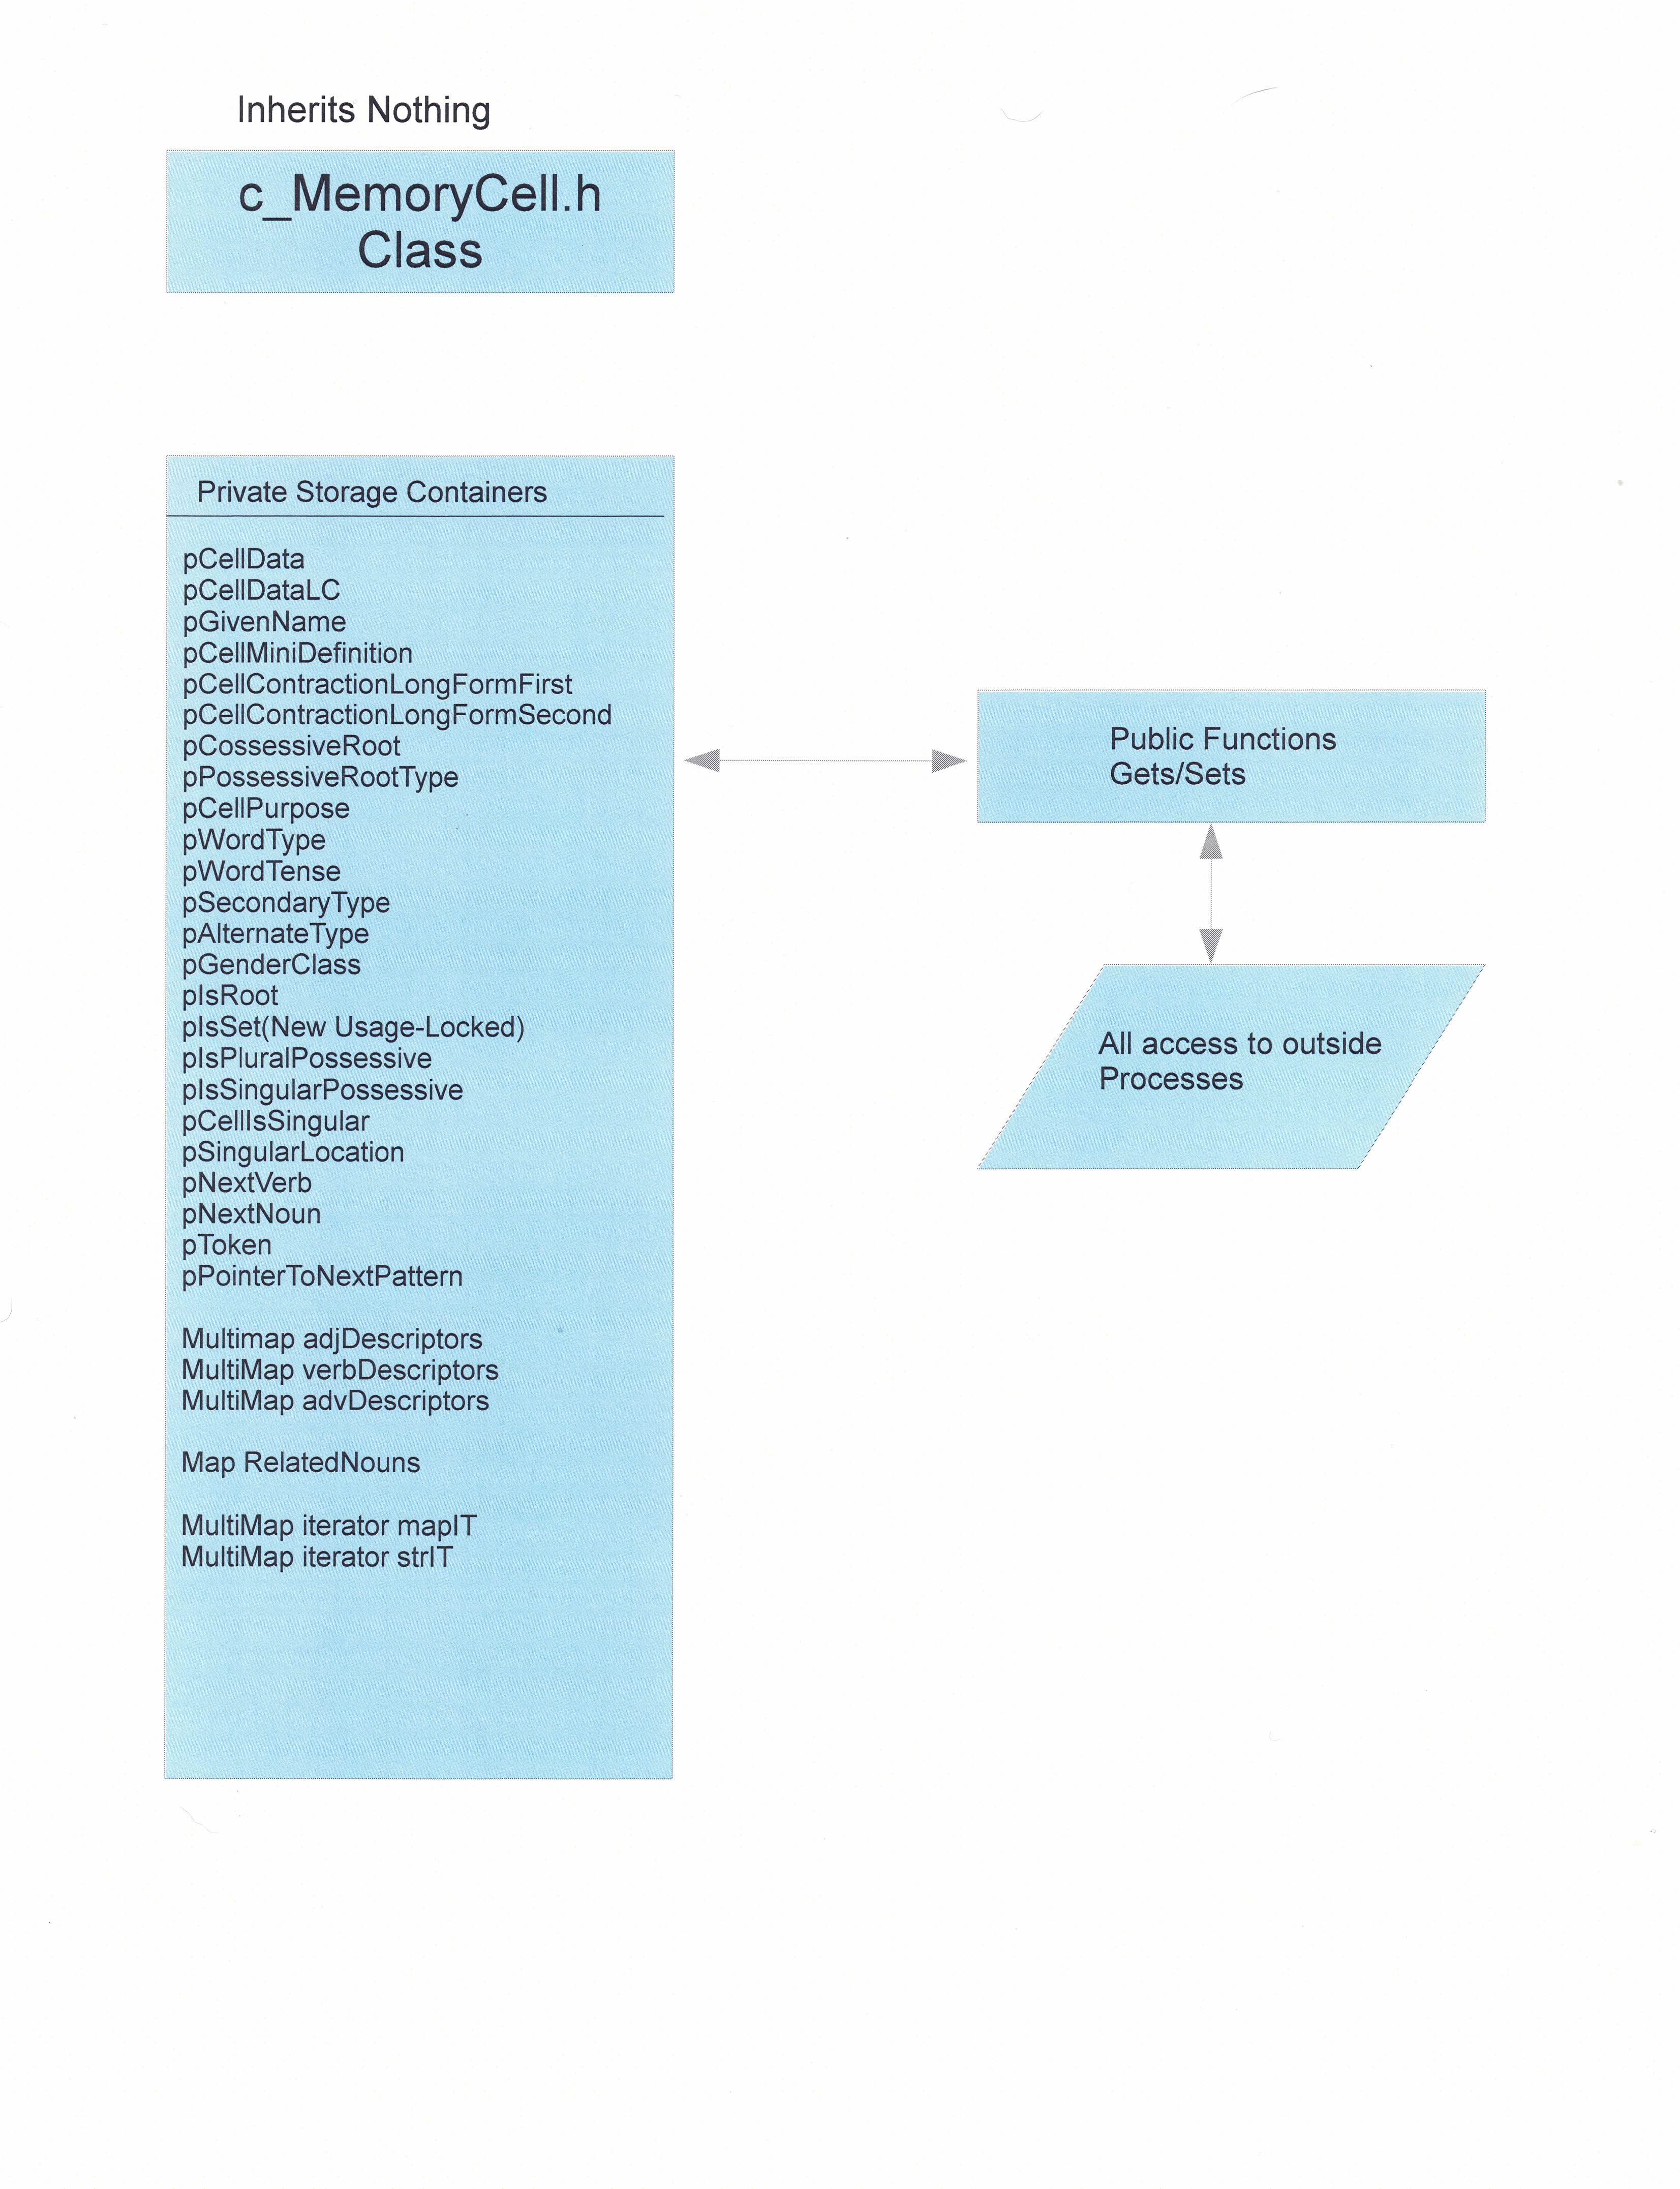 Inherits Nothing
c_MemoryCell.h
Class
Private Storage Containers
pCellData
pCellDataLC
pGivenName
pCellMiniDefinition
pCellContractionLongFormFirst
pCellContractionLongFormSecond
pCossessiveRoot
pPossessiveRootType
pCellPurpose
pWordType
pWordTense
pSecondaryType
pAlternateType
pGenderClass
pIsRoot
pIsSet(New Usage-Locked)
pIsPluralPossessive
pIsSingularPossessive
pCellIsSingular
pSingularLocation
pNextVerb
pNextNoun
pToken
pPointerToNextPattern
Multimap adjDescriptors
MultiMap verbDescriptors
MultiMap advDescriptors
Map RelatedNouns
MultiMap iterator mapIT
MultiMap iterator strIT
Public Functions
Gets/Sets
All access to outside
Processes